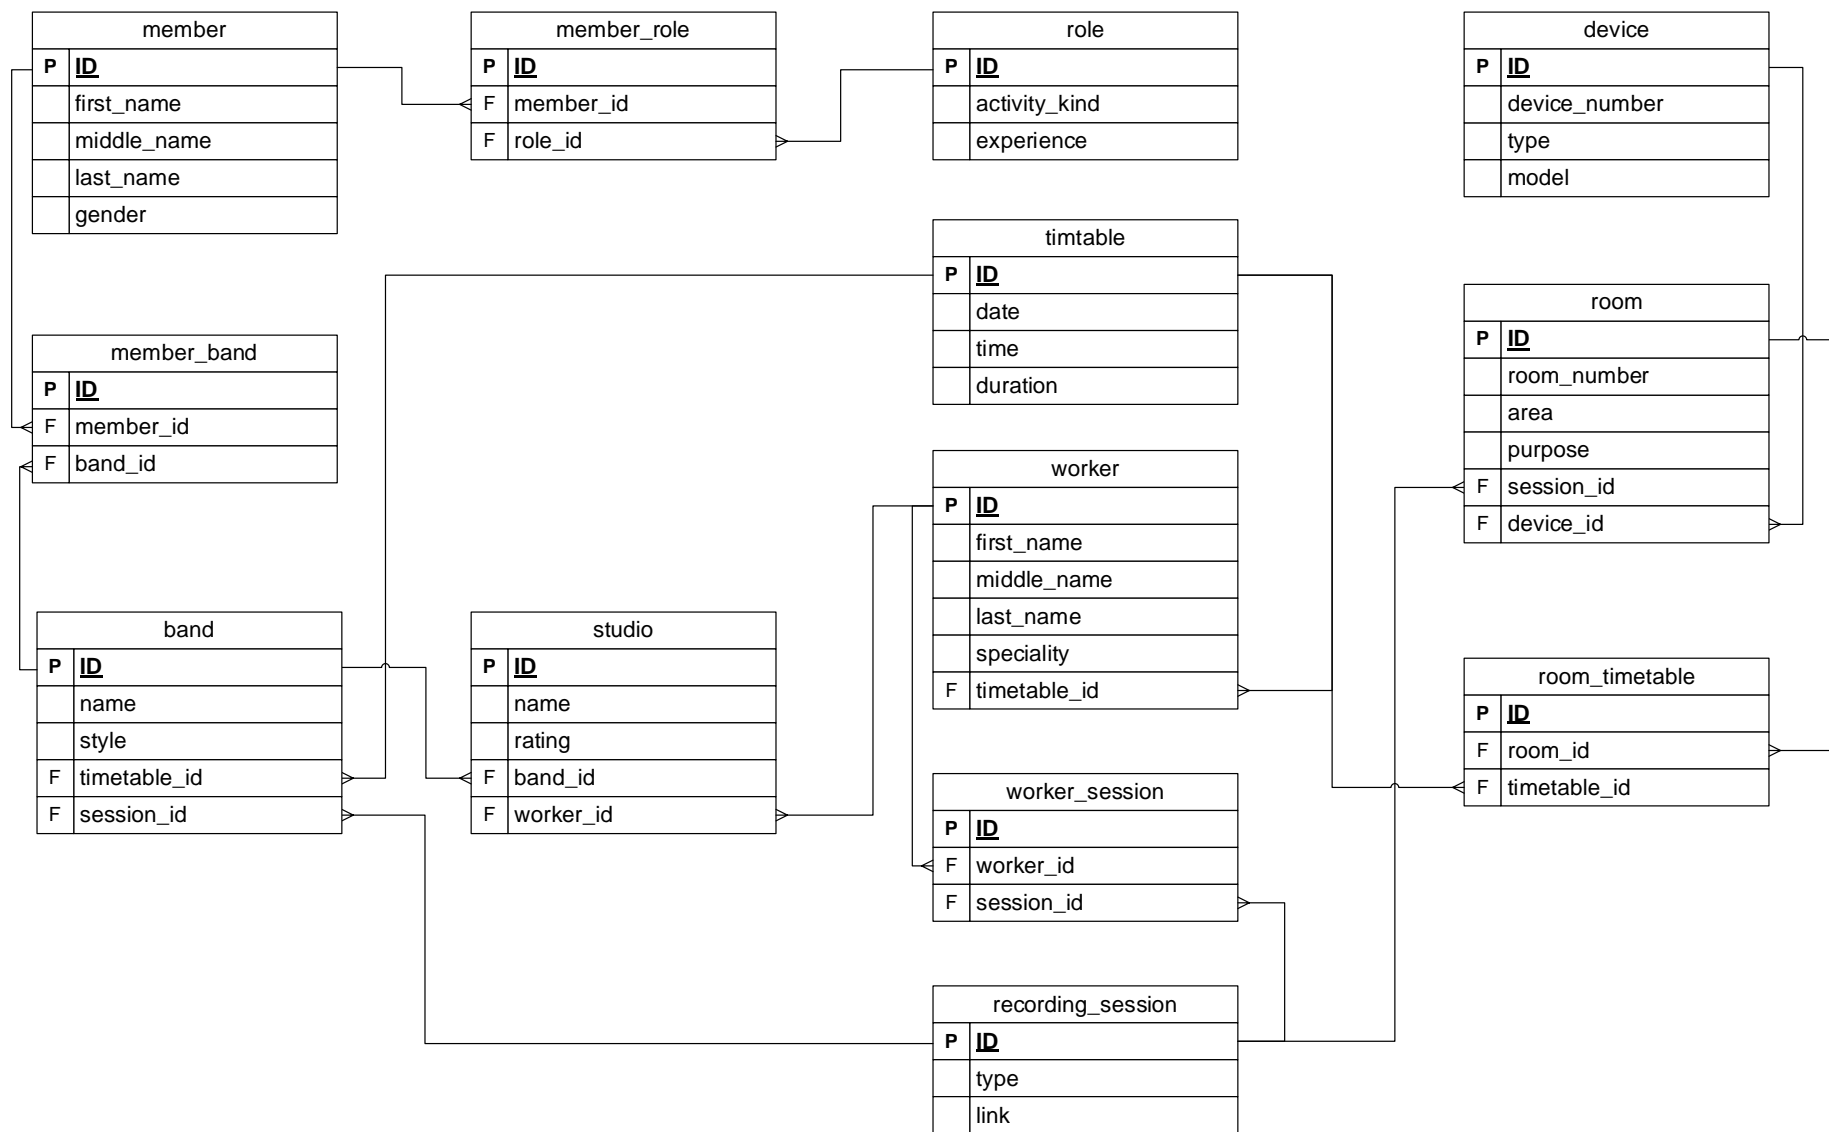 member
P ID
first_name
middle_name
last_name
gender
member_role
P ID
F member_id
F role_id
role
P ID
activity_kind
experience
device
P ID
device_number
type
model
timtable
P ID
date
time
duration
room
P ID
room_number
area
purpose
F session_id
F device_id
member_band
P ID
F member_id
F band_id
worker
P ID
first_name
middle_name
last_name
speciality
F timetable_id
band
P ID
name
style
F timetable_id
F session_id
studio
P ID
name
rating
F band_id
F worker_id
room_timetable
P ID
F room_id
F timetable_id
worker_session
P ID
F worker_id
F session_id
recording_session
P ID
type
link